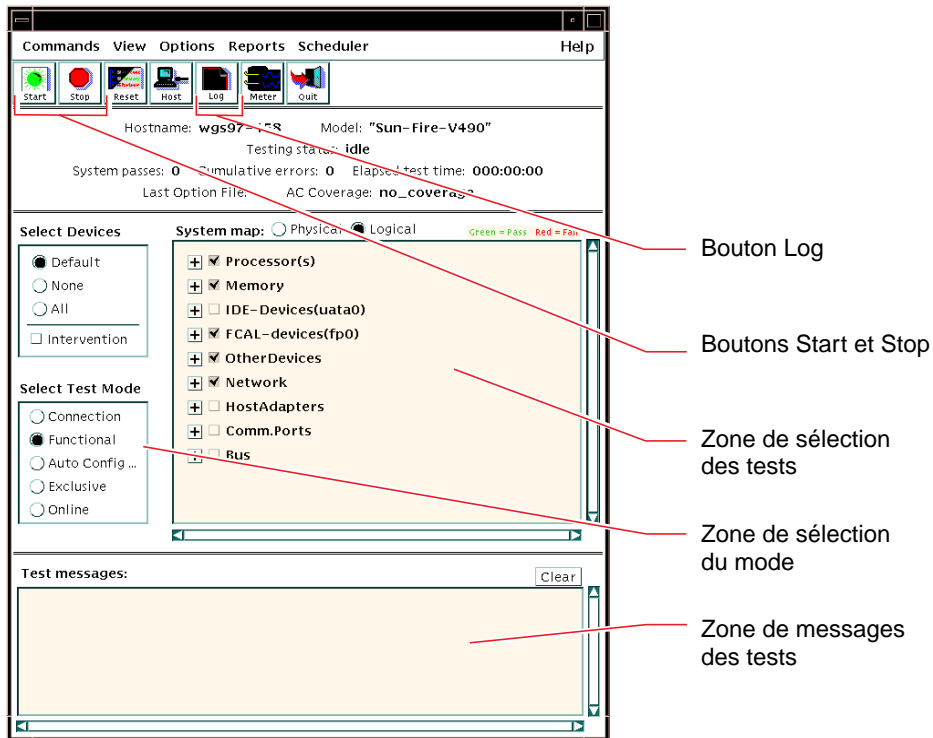 Commands View Options Reports Scheduler Help
Start Stop Reset Host Log Meter Quit
Hostname: wgs97-158 Model: "Sun-Fire-V490"
Testing status: idle
System passes: 0 Cumulative errors: 0 Elapsed test time: 000:00:00
Last Option File: AC Coverage: no_coverage
Select Devices
Default
None
All
Intervention
Select Test Mode
Connection
Functional
Auto Config ...
Exclusive
Online
System map: Physical Logical Green = Pass Red = Fail
Processor(s)
Memory
IDE-Devices(uata0)
FCAL-devices(fp0)
OtherDevices
Network
HostAdapters
Comm.Ports
Bus
Test messages: Clear
Bouton Log
Boutons Start et Stop
Zone de sélection
des tests
Zone de sélection
du mode
Zone de messages
des tests